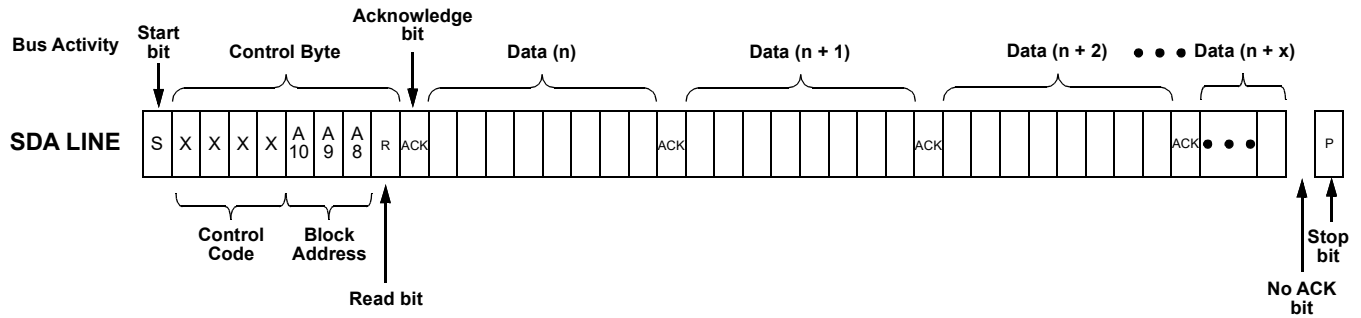 Bus Activity
Start
bit
Control Byte
Acknowledge
bit
Data (n)
Data (n + 1)
Data (n + 2)
• • •
Data (n + x)
SDA LINE
S
X
X
X
X
A
10
A
9
A
8
R
ACK
ACK
ACK
ACK
• • •
P
Control
Code
Block
Address
Read bit
No ACK
bit
Stop
bit